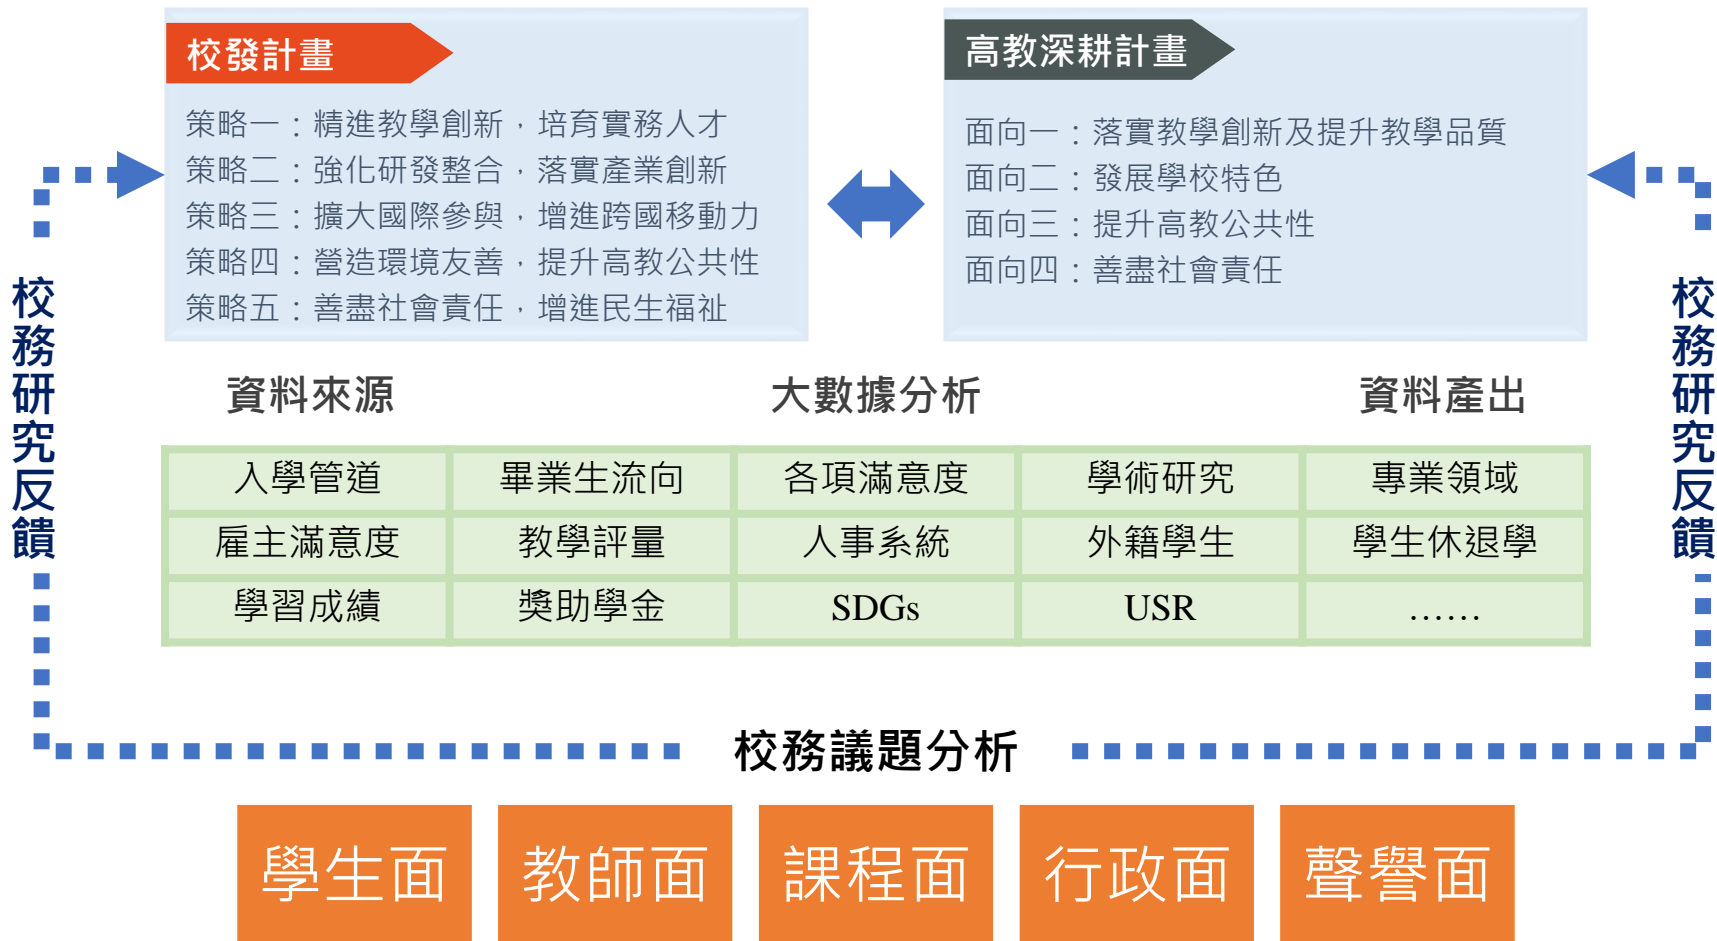 校發計畫
策略一：精進教學創新，培育實務人才
策略二：強化研發整合，落實產業創新
策略三：擴大國際參與，增進跨國移動力
策略四：營造環境友善，提升高教公共性
策略五：善盡社會責任，增進民生福祉
高教深耕計畫
面向一：落實教學創新及提升教學品質
面向二：發展學校特色
面向三：提升高教公共性
面向四：善盡社會責任
校務研究反饋
校務研究反饋
資料來源 大數據分析 資料產出
入學管道 畢業生流向 各項滿意度 學術研究 專業領域
雇主滿意度 教學評量 人事系統 外籍學生 學生休退學
學習成績 獎助學金 SDGs USR ……
校務議題分析
學生面 教師面 課程面 行政面 聲譽面